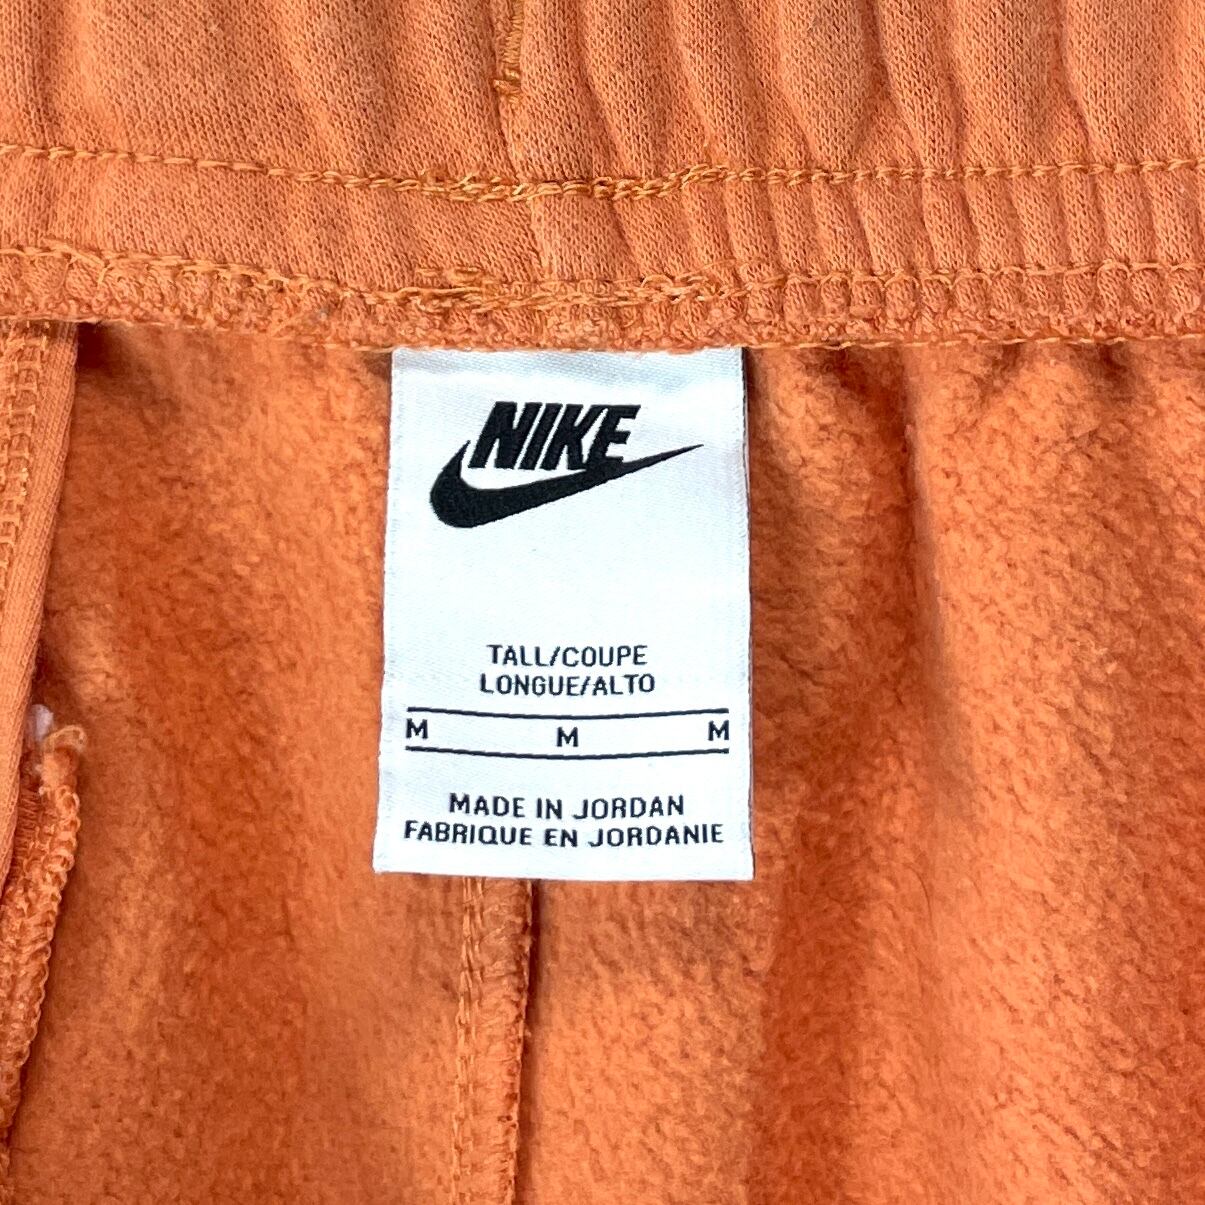 NIKE
TALL/COUPE
LONGUE/ALTO
M M M
MADE IN JORDAN
FABRIQUE EN JORDANIE